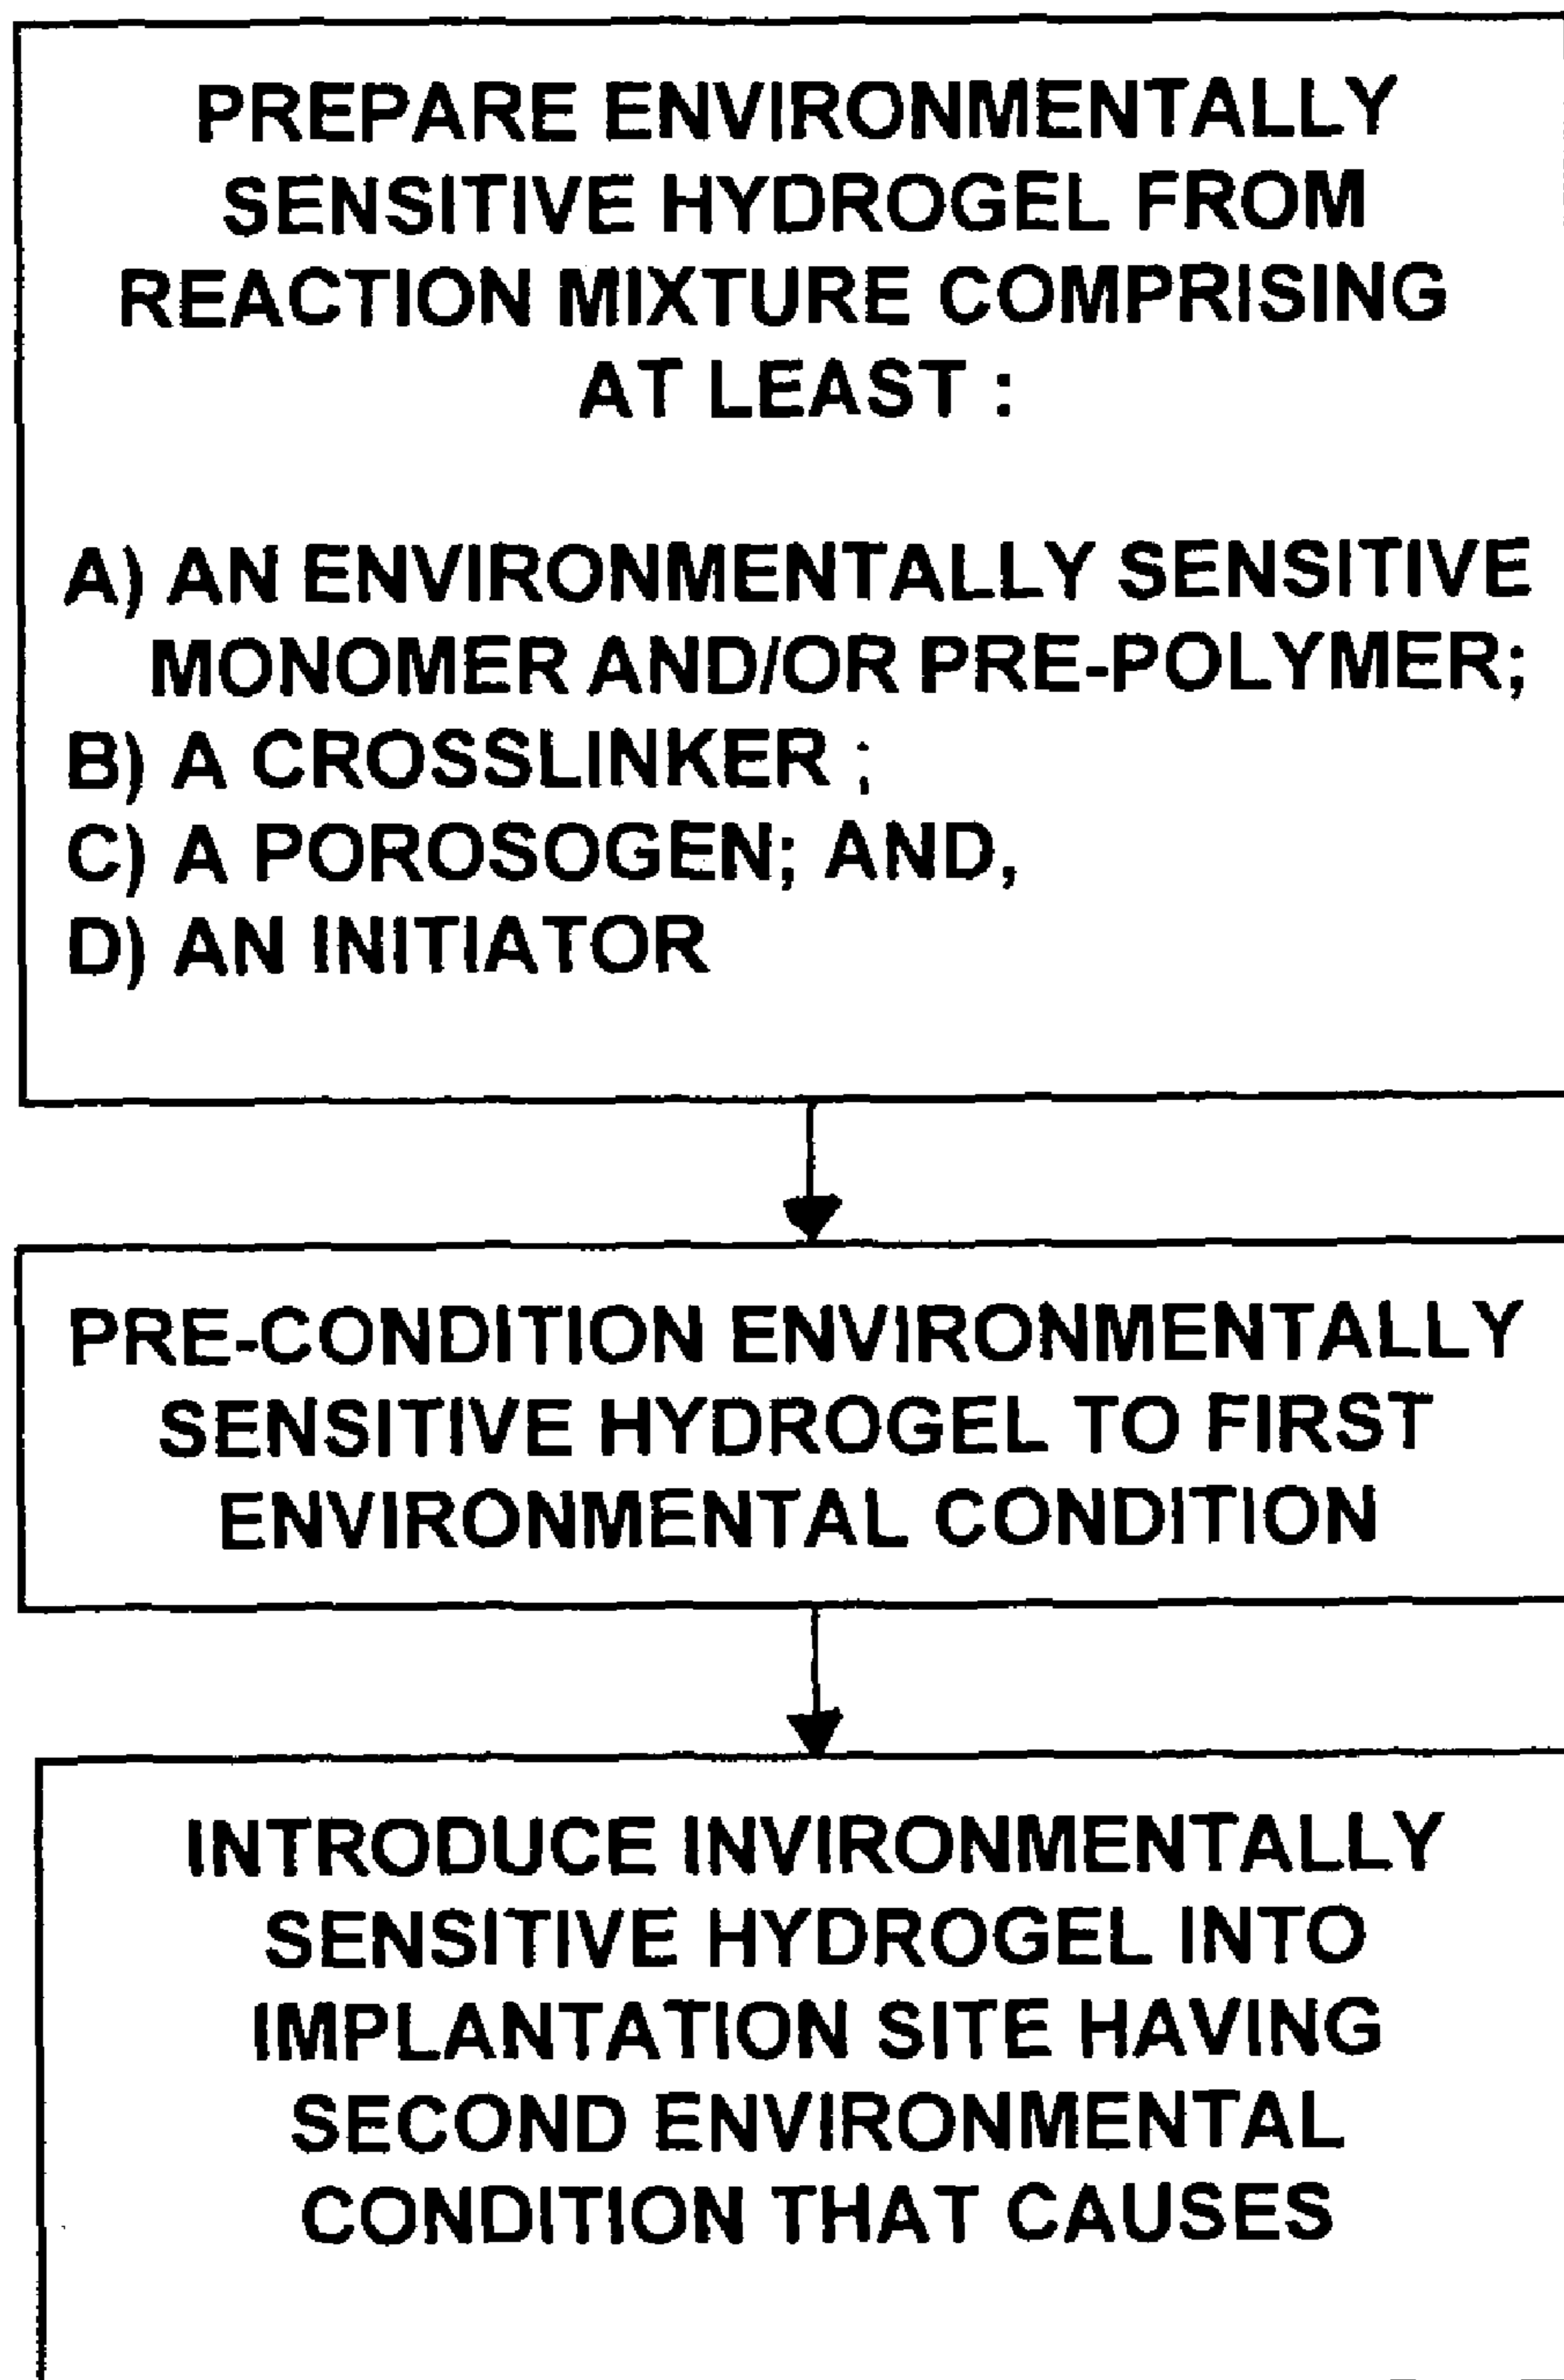 PREPARE ENVIRONMENTALLY
SENSITIVE HYDROGEL FROM
REACTION MIXTURE COMPRISING
AT LEAST :
A) AN ENVIRONMENTALLY SENSITIVE
MONOMER AND/OR PRE-POLYMER;
B) A CROSSLINKER ;
C) A POROSOGEN; AND,
D) AN INITIATOR
PRE-CONDITION ENVIRONMENTALLY
SENSITIVE HYDROGEL TO FIRST
ENVIRONMENTAL CONDITION
INTRODUCE INVIRONMENTALLY
SENSITIVE HYDROGEL INTO
IMPLANTATION SITE HAVING
SECOND ENVIRONMENTAL
CONDITION THAT CAUSES